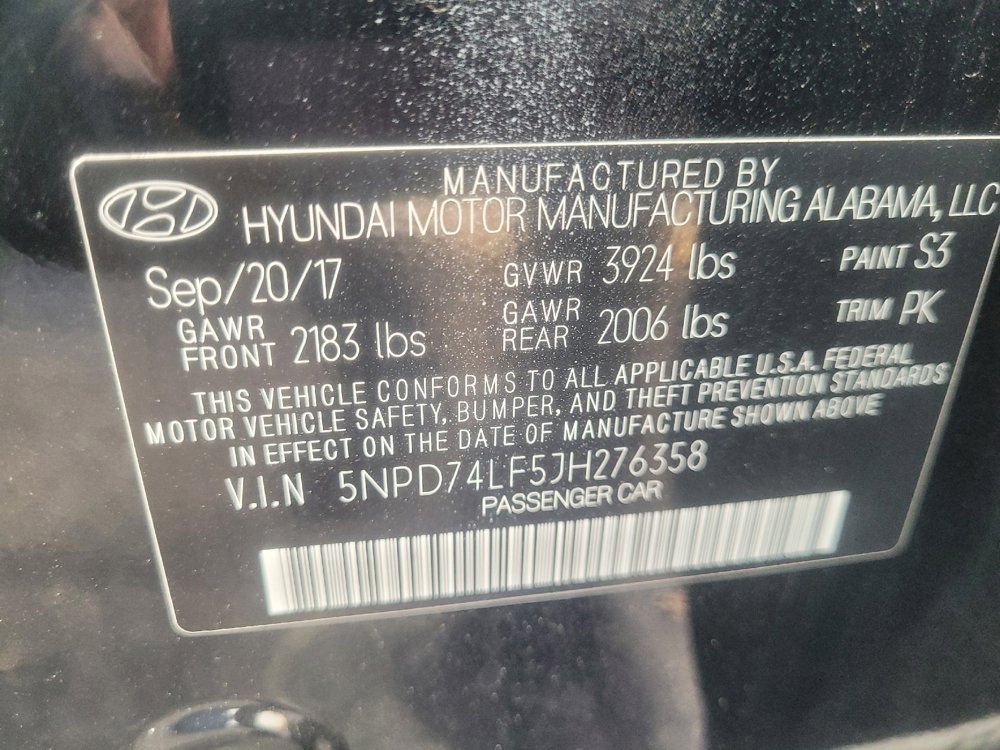 MANUFACTURED BY
HYUNDAI MOTOR MANUFACTURING ALABAMA, LLC
Sep/20/17 GVWR 3924 lbs PAINT S3
GAWR FRONT 2183 lbs GAWR REAR 2006 lbs TRIM PK
THIS VEHICLE CONFORMS TO ALL APPLICABLE U.S.A. FEDERAL
MOTOR VEHICLE SAFETY, BUMPER, AND THEFT PREVENTION STANDARDS
IN EFFECT ON THE DATE OF MANUFACTURE SHOWN ABOVE
V.I.N 5NPD74LF5JH276358
PASSENGER CAR